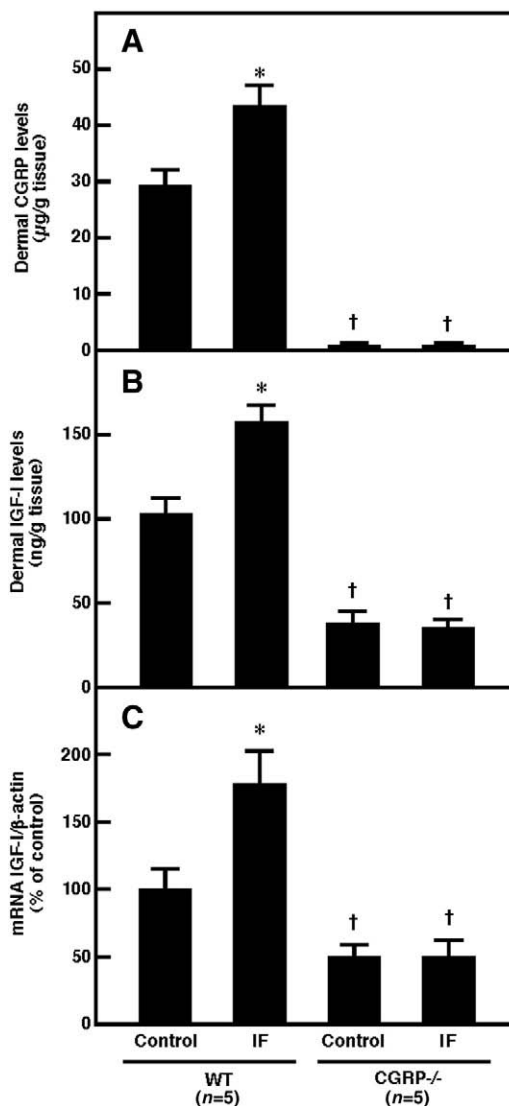 A
Dermal CGRP levels
(µg/g tissue)
50
40
30
20
10
0
*
†
†
B
Dermal IGF-I levels
(ng/g tissue)
150
100
50
0
*
†
†
C
mRNA IGF-I/β-actin
(% of control)
200
150
100
50
0
*
†
†
Control IF Control IF
WT CGRP-/-
(n=5) (n=5)